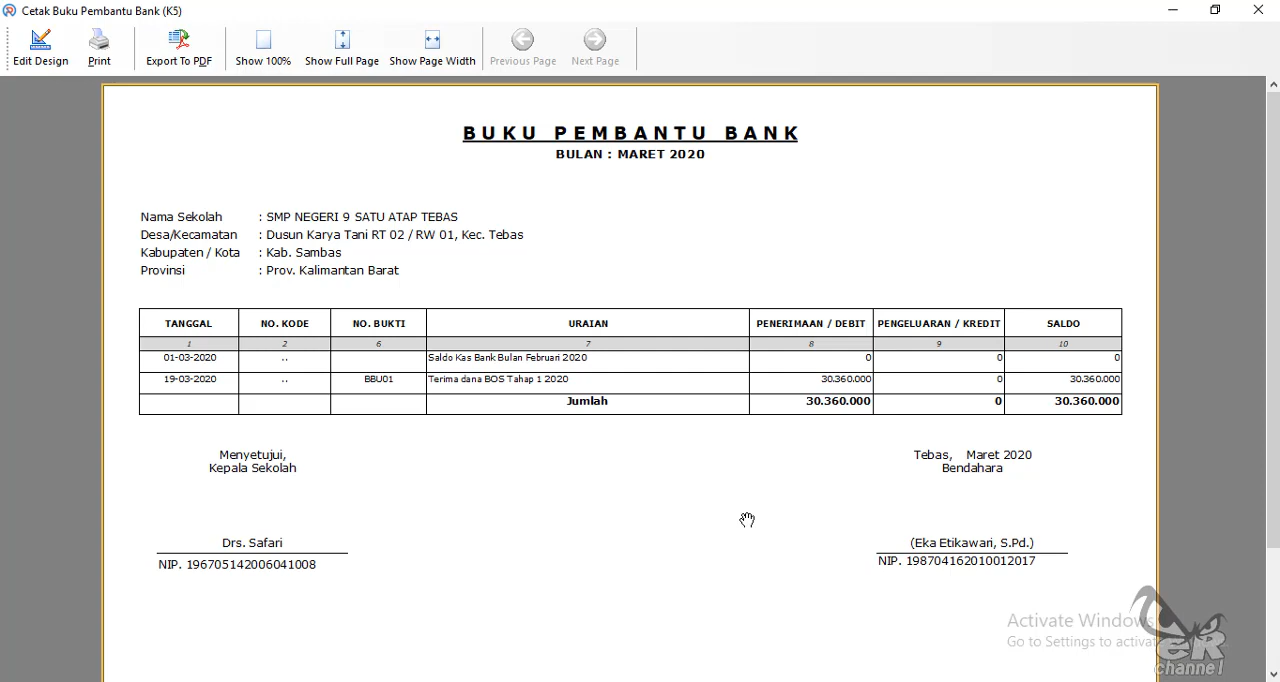 Cetak Buku Pembantu Bank (K5)
Edit Design Print Export To PDF Show 100% Show Full Page Show Page Width Previous Page Next Page
BUKU PEMBANTU BANK
BULAN : MARET 2020
Nama Sekolah : SMP NEGERI 9 SATU ATAP TEBAS
Desa/Kecamatan : Dusun Karya Tani RT 02 / RW 01, Kec. Tebas
Kabupaten / Kota : Kab. Sambas
Provinsi : Prov. Kalimantan Barat
TANGGAL NO. KODE NO. BUKTI URAIAN PENERIMAAN / DEBIT PENGELUARAN / KREDIT SALDO
1 2 6 7 8 9 10
01-03-2020 .. Saldo Kas Bank Bulan Februari 2020 0 0 0
19-03-2020 .. BBU01 Terima dana BOS Tahap 1 2020 30.360.000 0 30.360.000
Jumlah 30.360.000 0 30.360.000
Menyetujui, Tebas, Maret 2020
Kepala Sekolah Bendahara
Drs. Safari (Eka Etikawari, S.Pd.)
NIP. 196705142006041008 NIP. 198704162010012017
Activate Windows
Go to Settings to activat
eR
channel